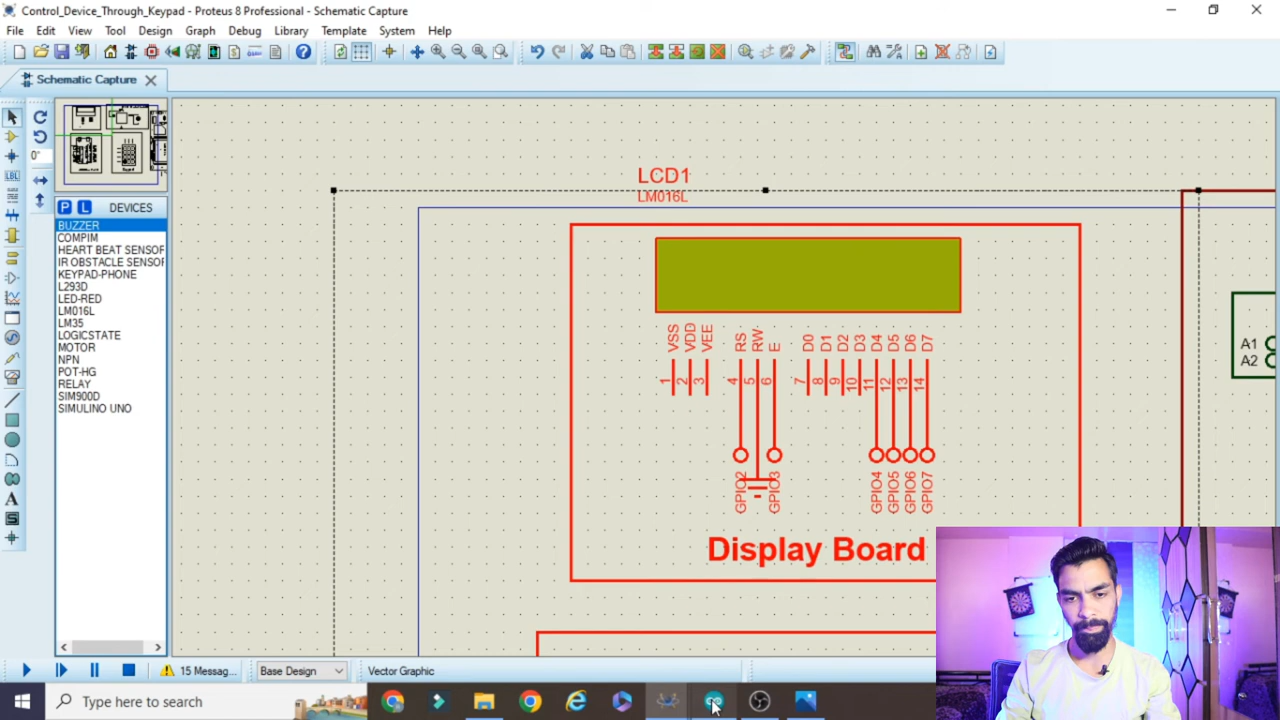 Control_Device_Through_Keypad - Proteus 8 Professional - Schematic Capture
File Edit View Tool Design Graph Debug Library Template System Help
Schematic Capture
0°
LBL
P L DEVICES
BUZZER
COMPIM
HEART BEAT SENSOR
IR OBSTACLE SENSOR
KEYPAD-PHONE
L293D
LED-RED
LM016L
LM35
LOGICSTATE
MOTOR
NPN
POT-HG
RELAY
SIM900D
SIMULINO UNO
LCD1
LM016L
VSS VDD VEE RS RW E D0 D1 D2 D3 D4 D5 D6 D7
1 2 3 4 5 6 7 8 9 10 11 12 13 14
GPIO2 GPIO3 GPIO4 GPIO5 GPIO6 GPIO7
Display Board
A1
A2
15 Messag...
Base Design
Vector Graphic
Type here to search